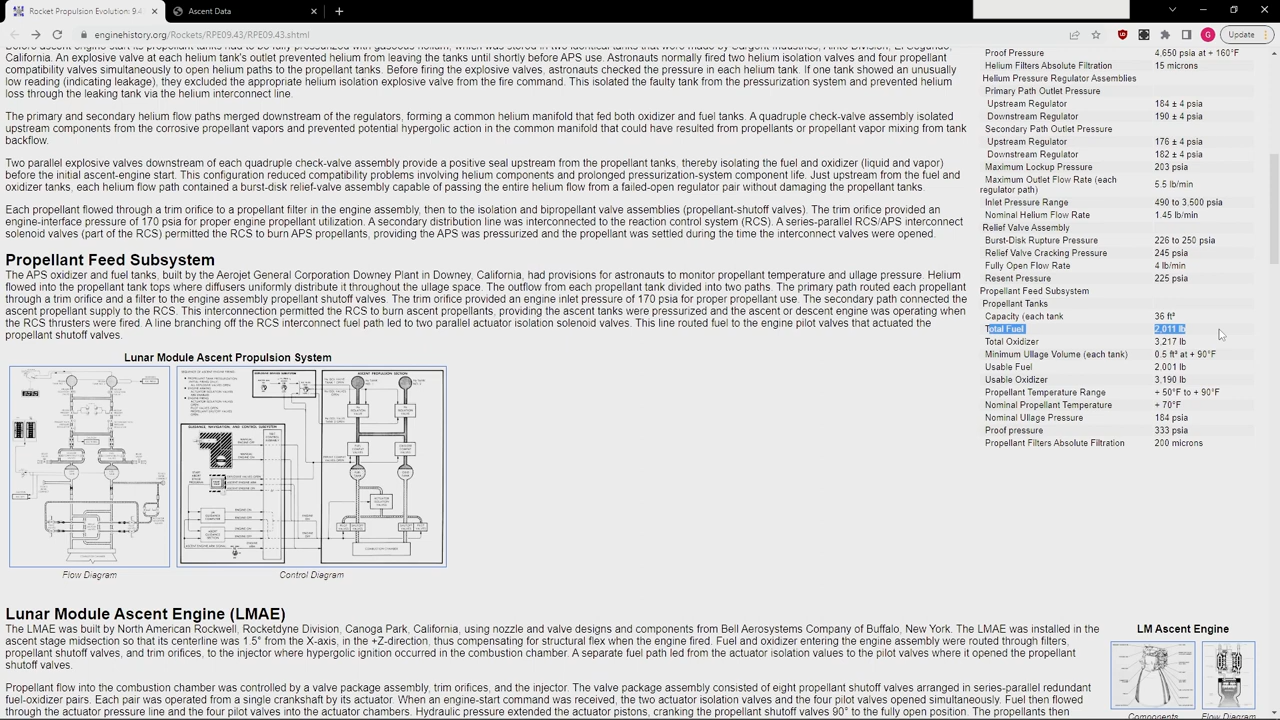 Rocket Propulsion Evolution: 9.4
Ascent Data
enginehistory.org/Rockets/RPE09.43/RPE09.43.shtml
Update
California. An explosive valve at each helium tank's outlet prevented helium from leaving the tanks until shortly before APS use. Astronauts normally fired two helium isolation valves and four propellant
compatibility valves simultaneously to open helium paths to the propellant tanks. Before firing the explosive valves, astronauts checked the pressure in each helium tank. If one tank showed an unusually
low reading (indicating leakage), they excluded the appropriate helium isolation explosive valve from the fire command. This isolated the faulty tank from the pressurization system and prevented helium
loss through the leaking tank via the helium interconnect line.
The primary and secondary helium flow paths merged downstream of the regulators, forming a common helium manifold that fed both oxidizer and fuel tanks. A quadruple check-valve assembly isolated
upstream components from the corrosive propellant vapors and prevented potential hypergolic action in the common manifold that could have resulted from propellants or propellant vapor mixing from tank
backflow.
Two parallel explosive valves downstream of each quadruple check-valve assembly provide a positive seal upstream from the propellant tanks, thereby isolating the fuel and oxidizer (liquid and vapor)
before the initial ascent-engine start. This configuration reduced compatibility problems involving helium components and prolonged pressurization-system component life. Just upstream from the fuel and
oxidizer tanks, each helium flow path contained a burst-disk relief-valve assembly capable of passing the entire helium flow from a failed-open regulator pair without damaging the propellant tanks.
Each propellant flowed through a trim orifice to a propellant filter in the engine assembly, then to the isolation and bipropellant valve assemblies (propellant-shutoff valves). The trim orifice provided an
engine-interface pressure of 170 psia for proper engine propellant utilization. A secondary distribution line was interconnected to the reaction control system (RCS). A series-parallel RCS/APS interconnect
solenoid valves (part of the RCS) permitted the RCS to burn APS propellants, providing the APS was pressurized and the propellant was settled during the time the interconnect valves were opened.
Propellant Feed Subsystem
The APS oxidizer and fuel tanks, built by the Aerojet General Corporation Downey Plant in Downey, California, had provisions for astronauts to monitor propellant temperature and ullage pressure. Helium
flowed into the propellant tank tops where diffusers uniformly distribute it throughout the ullage space. The outflow from each propellant tank divided into two paths. The primary path routed each propellant
through a trim orifice and a filter to the engine assembly propellant shutoff valves. The trim orifice provided an engine inlet pressure of 170 psia for proper propellant use. The secondary path connected the
ascent propellant supply to the RCS. This interconnection permitted the RCS to burn ascent propellants, providing the ascent tanks were pressurized and the ascent or descent engine was operating when
the RCS thrusters were fired. A line branching off the RCS interconnect fuel path led to two parallel actuator isolation solenoid valves. This line routed fuel to the engine pilot valves that actuated the
propellant shutoff valves.
Lunar Module Ascent Propulsion System
Flow Diagram
Control Diagram
Lunar Module Ascent Engine (LMAE)
The LMAE was built by North American Rockwell, Rocketdyne Division, Canoga Park, California, using nozzle and valve designs and components from Bell Aerosystems Company of Buffalo, New York. The LMAE was installed in the
ascent stage midsection so that its centerline was 1.5° from the X-axis, in the +Z-direction, thus compensating for structural flex when the engine fired. Fuel and oxidizer entering the engine assembly were routed through filters,
propellant shutoff valves, and trim orifices, to the injector where hypergolic ignition occurred in the combustion chamber. A separate fuel path led from the actuator isolation values to the pilot valves where it opened the propellant
shutoff valves.
Propellant flow into the combustion chamber was controlled by a valve package assembly, trim orifices, and the injector. The valve package assembly consisted of eight propellant shutoff valves arranged in series-parallel redundant
fuel-oxidizer pairs. Each pair was operated from a single crankshaft by its actuator. When an engine-start command was received, the two actuator isolation valves and the four pilot valves opened simultaneously. Fuel then flowed
through the actuator pressure line and the four pilot valves into the actuator chambers. Hydraulic pressure extended the actuator pistons, cranking the propellant shutoff valves 90° to the fully open position. The propellants then
Proof Pressure 4,650 psia at + 160°F
Helium Filters Absolute Filtration 15 microns
Helium Pressure Regulator Assemblies
Primary Path Outlet Pressure
Upstream Regulator 184 ± 4 psia
Downstream Regulator 190 ± 4 psia
Secondary Path Outlet Pressure
Upstream Regulator 176 ± 4 psia
Downstream Regulator 182 ± 4 psia
Maximum Lockup Pressure 203 psia
Maximum Outlet Flow Rate (each
regulator path) 5.5 lb/min
Inlet Pressure Range 490 to 3.500 psia
Nominal Helium Flow Rate 1.45 lb/min
Relief Valve Assembly
Burst-Disk Rupture Pressure 226 to 250 psia
Relief Valve Cracking Pressure 245 psia
Fully Open Flow Rate 4 lb/min
Resent Pressure 225 psia
Propellant Feed Subsystem
Propellant Tanks
Capacity (each tank 36 ft³
Total Fuel 2,011 lb
Total Oxidizer 3,217 lb
Minimum Ullage Volume (each tank) 0.5 ft³ at + 90°F
Usable Fuel 2,001 lb
Usable Oxidizer 3,190 lb
Propellant Temperature Range + 50°F to + 90°F
Nominal Propellant Temperature + 70°F
Nominal Ullage Pressure 184 psia
Proof pressure 333 psia
Propellant Filters Absolute Filtration 200 microns
LM Ascent Engine
Components
Flow Diagram